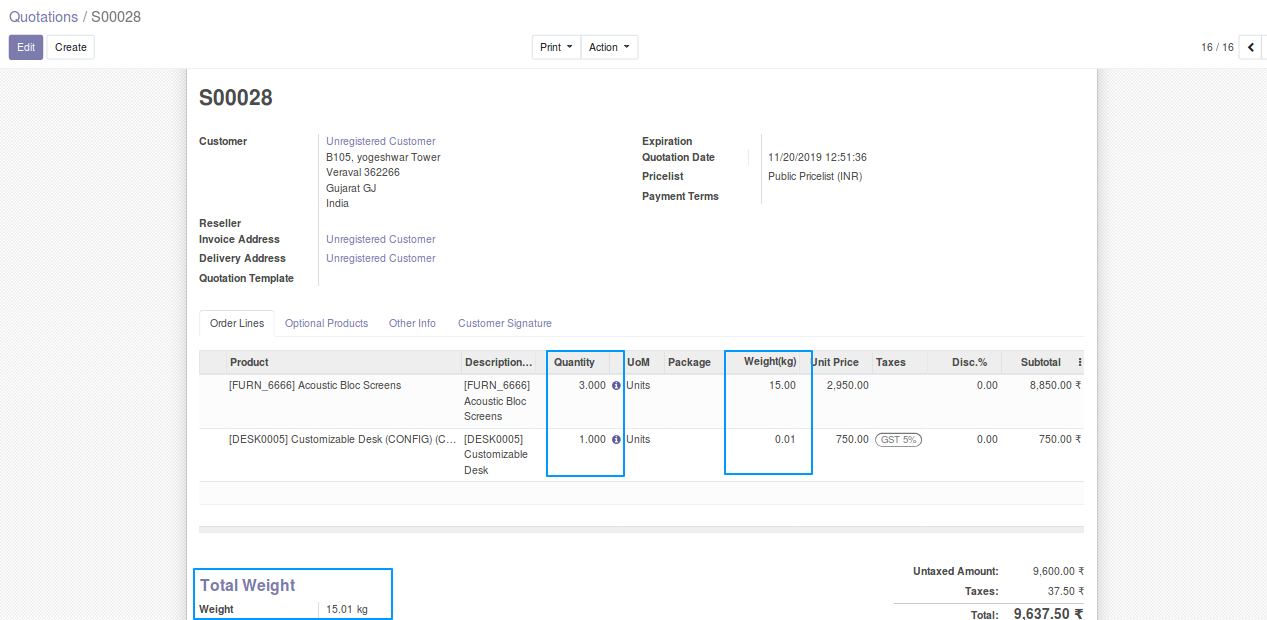 Quotations / S00028
Edit Create Print Action 16 / 16
S00028
Customer Unregistered Customer
B105, yogeshwar Tower
Veraval 362266
Gujarat GJ
India
Reseller
Invoice Address Unregistered Customer
Delivery Address Unregistered Customer
Quotation Template
Expiration
Quotation Date 11/20/2019 12:51:36
Pricelist Public Pricelist (INR)
Payment Terms
Order Lines Optional Products Other Info Customer Signature
Product Description... Quantity UoM Package Weight(kg) Unit Price Taxes Disc.% Subtotal
[FURN_6666] Acoustic Bloc Screens [FURN_6666] 3.000 Units 15.00 2,950.00 0.00 8,850.00 ₹
Acoustic Bloc
Screens
[DESK0005] Customizable Desk (CONFIG) (C... [DESK0005] 1.000 Units 0.01 750.00 GST 5% 0.00 750.00 ₹
Customizable
Desk
Total Weight
Weight 15.01 kg
Untaxed Amount: 9,600.00 ₹
Taxes: 37.50 ₹
Total: 9,637.50 ₹